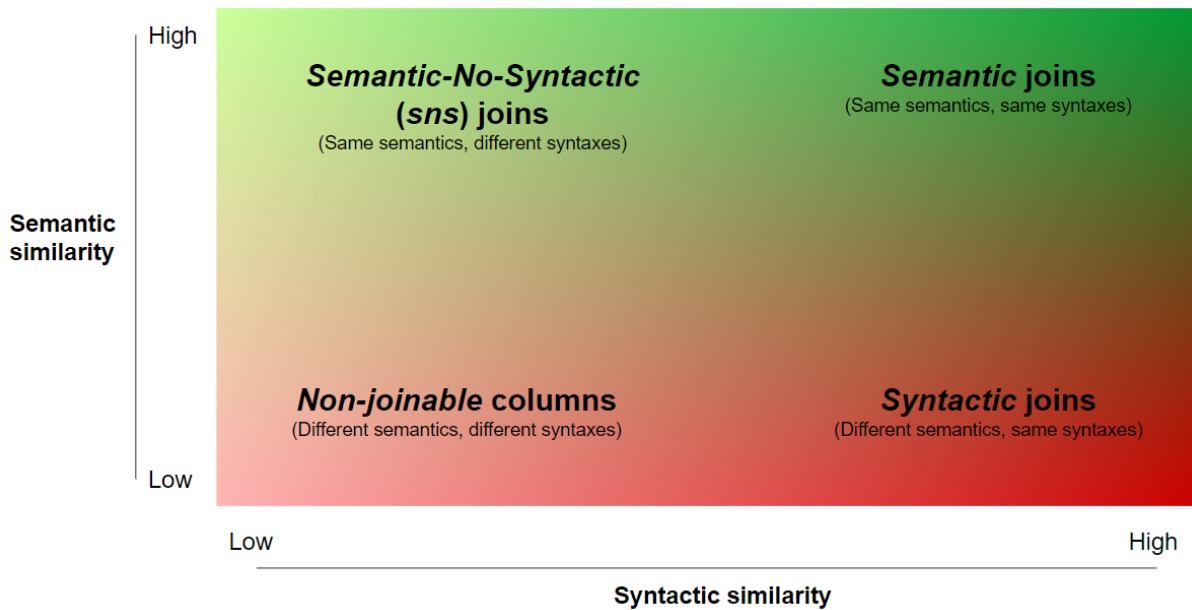 High
Semantic-No-Syntactic
(sns) joins
(Same semantics, different syntaxes)
Semantic joins
(Same semantics, same syntaxes)
Semantic
similarity
Non-joinable columns
(Different semantics, different syntaxes)
Syntactic joins
(Different semantics, same syntaxes)
Low
Low
High
Syntactic similarity